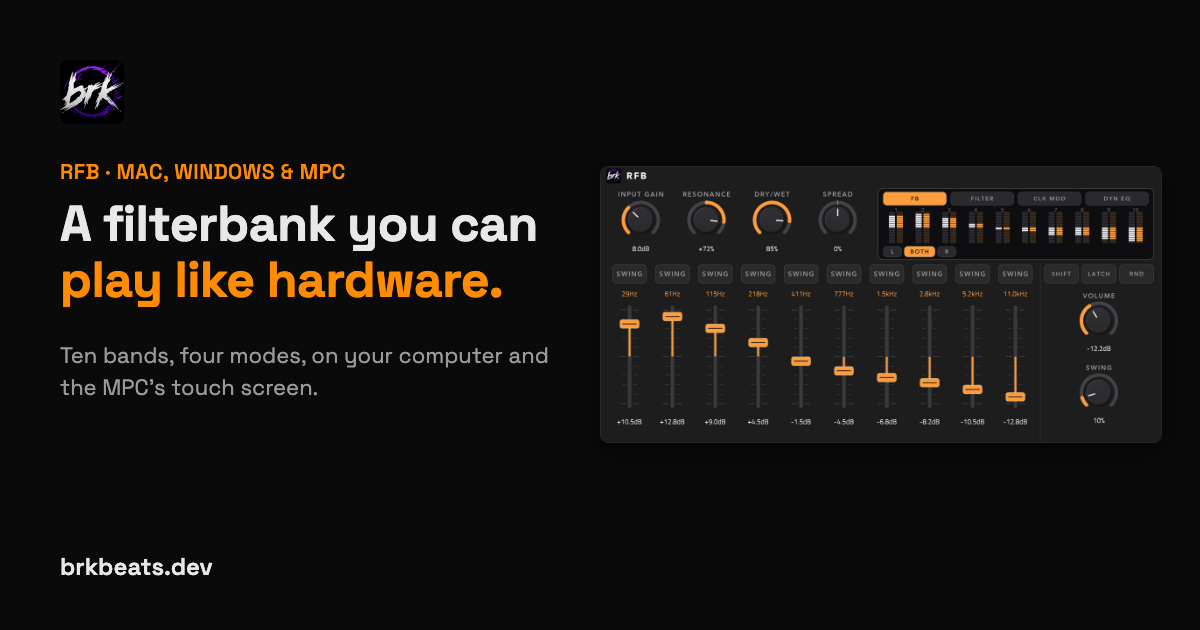 brk
RFB · MAC, WINDOWS & MPC
A filterbank you can
play like hardware.
Ten bands, four modes, on your computer and
the MPC's touch screen.
brkbeats.dev
brk RFB
INPUT GAIN RESONANCE DRY/WET SPREAD
8.0dB +72% 85% 0%
FB FILTER CLK MOD DYN EQ
L BOTH R
SWING SWING SWING SWING SWING SWING SWING SWING SWING SWING SHIFT LATCH RND
29Hz 61Hz 115Hz 218Hz 411Hz 777Hz 1.5kHz 2.8kHz 5.2kHz 11.0kHz
VOLUME
-12.2dB
SWING
10%
+10.5dB +12.8dB +9.0dB +4.5dB -1.5dB -4.5dB -6.8dB -8.2dB -10.5dB -12.8dB